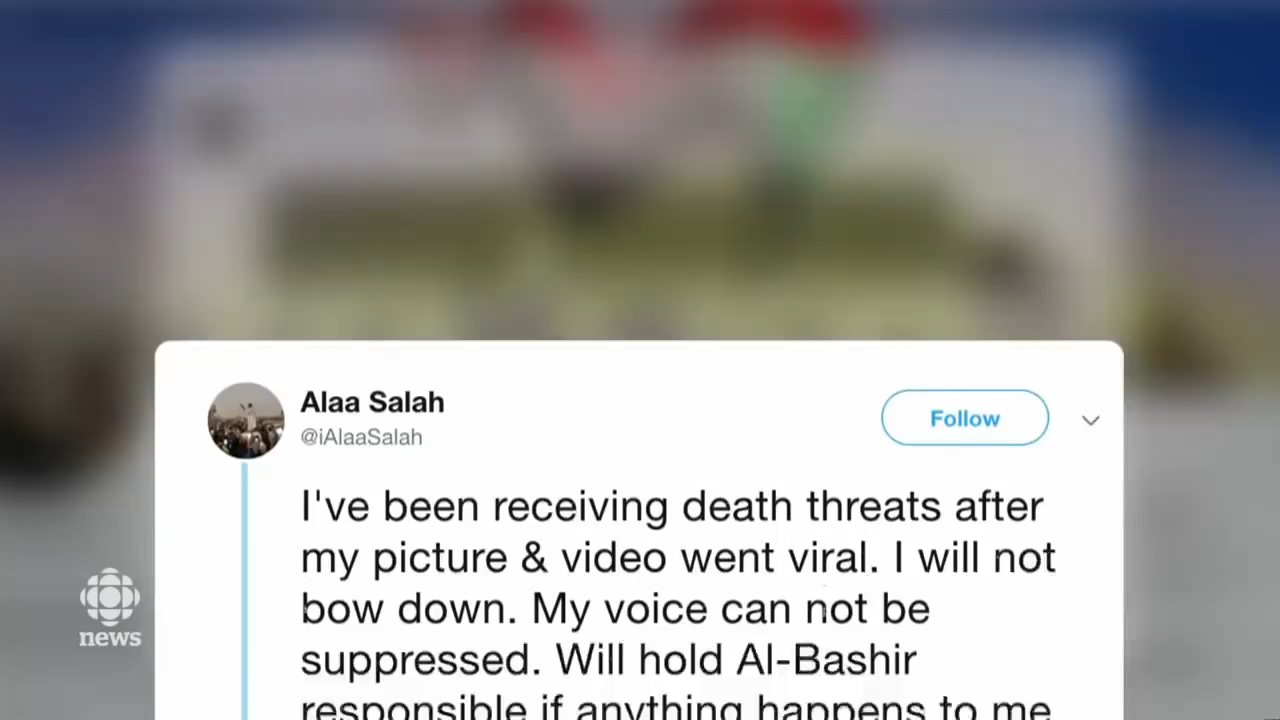 Alaa Salah
@iAlaaSalah
Follow
I've been receiving death threats after
my picture & video went viral. I will not
bow down. My voice can not be
suppressed. Will hold Al-Bashir
responsible if anything happens to me
news